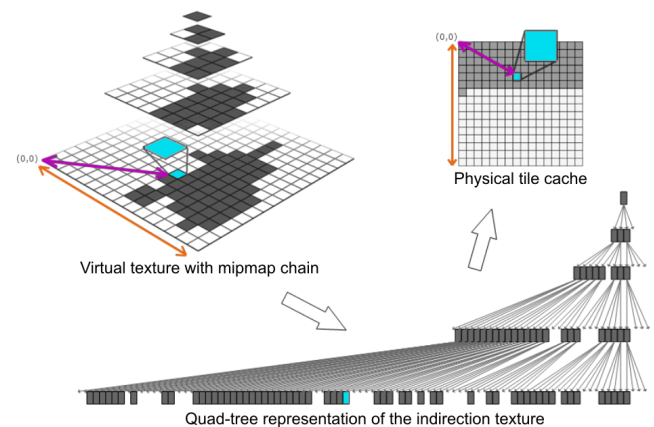 (0,0)
(0,0)
Physical tile cache
Virtual texture with mipmap chain
Quad-tree representation of the indirection texture